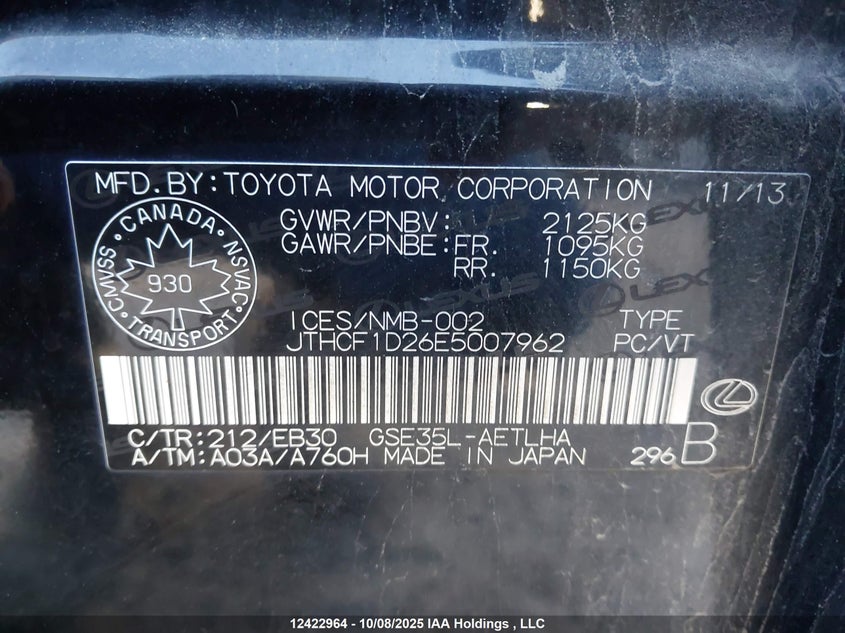 MFD.BY:TOYOTA MOTOR CORPORATION 11/13
GVWR/PNBV: 2125KG
GAWR/PNBE:FR. 1095KG
RR. 1150KG
CMVSS · CANADA · NSVAC · TRANSPORT ·
930
ICES/NMB-002 TYPE
JTHCF1D26E5007962 PC/VT
C/TR:212/EB30 GSE35L-AETLHA
A/TM:A03A/A760H MADE IN JAPAN 296 B
LEXUS
12422964 - 10/08/2025 IAA Holdings , LLC